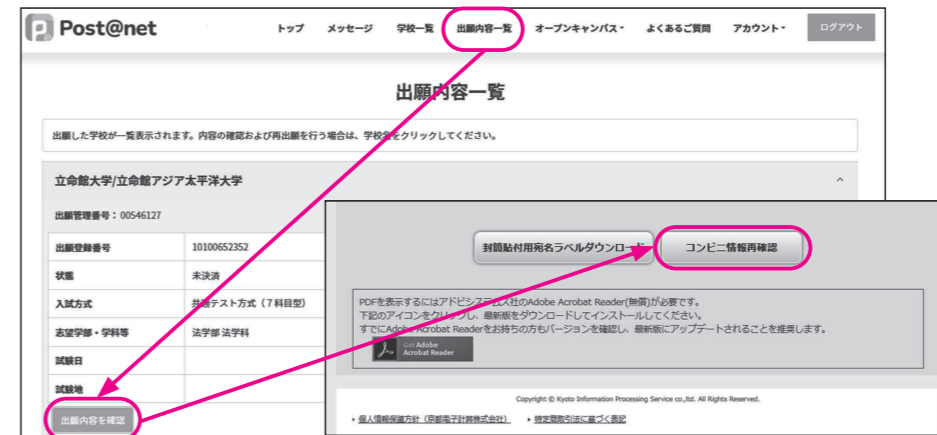 Post@net
トップ メッセージ 学校一覧 出願内容一覧 オープンキャンパス よくあるご質問 アカウント ログアウト
出願内容一覧
出願した学校が一覧表示されます。内容の確認および再出願を行う場合は、学校名をクリックしてください。
立命館大学/立命館アジア太平洋大学
出願管理番号：00546127
出願登録番号 10100652352
状態 未決済
入試方式 共通テスト方式（７科目型）
志望学部・学科等 法学部 法学科
試験日
試験地
出願内容を確認
封筒貼付用宛名ラベルダウンロード コンビニ情報再確認
PDFを表示するにはアドビシステムズ社のAdobe Acrobat Reader(無償)が必要です。
下記のアイコンをクリックし、最新版をダウンロードしてインストールしてください。
すでにAdobe Acrobat Readerをお持ちの方もバージョンを確認し、最新版にアップデートされることを推奨します。
Get Adobe
Acrobat Reader
Copyright © Kyoto Information Processing Service co.,ltd. All Rights Reserved.
個人情報保護方針（京都電子計算株式会社） 特定商取引法に基づく表記